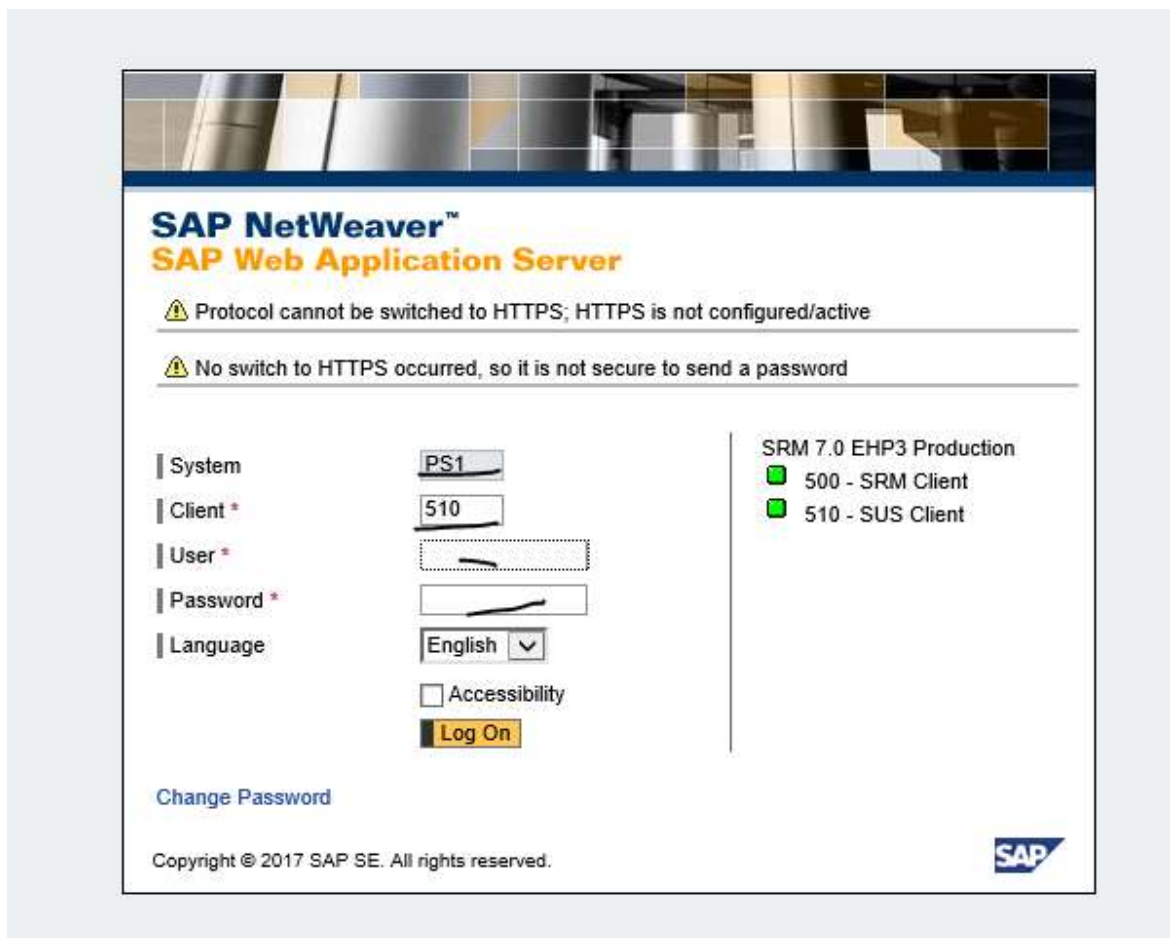 SAP NetWeaver™
SAP Web Application Server
Protocol cannot be switched to HTTPS; HTTPS is not configured/active
No switch to HTTPS occurred, so it is not secure to send a password
System PS1
Client * 510
User *
Password *
Language English
Accessibility
Log On
SRM 7.0 EHP3 Production
500 - SRM Client
510 - SUS Client
Change Password
Copyright © 2017 SAP SE. All rights reserved.
SAP